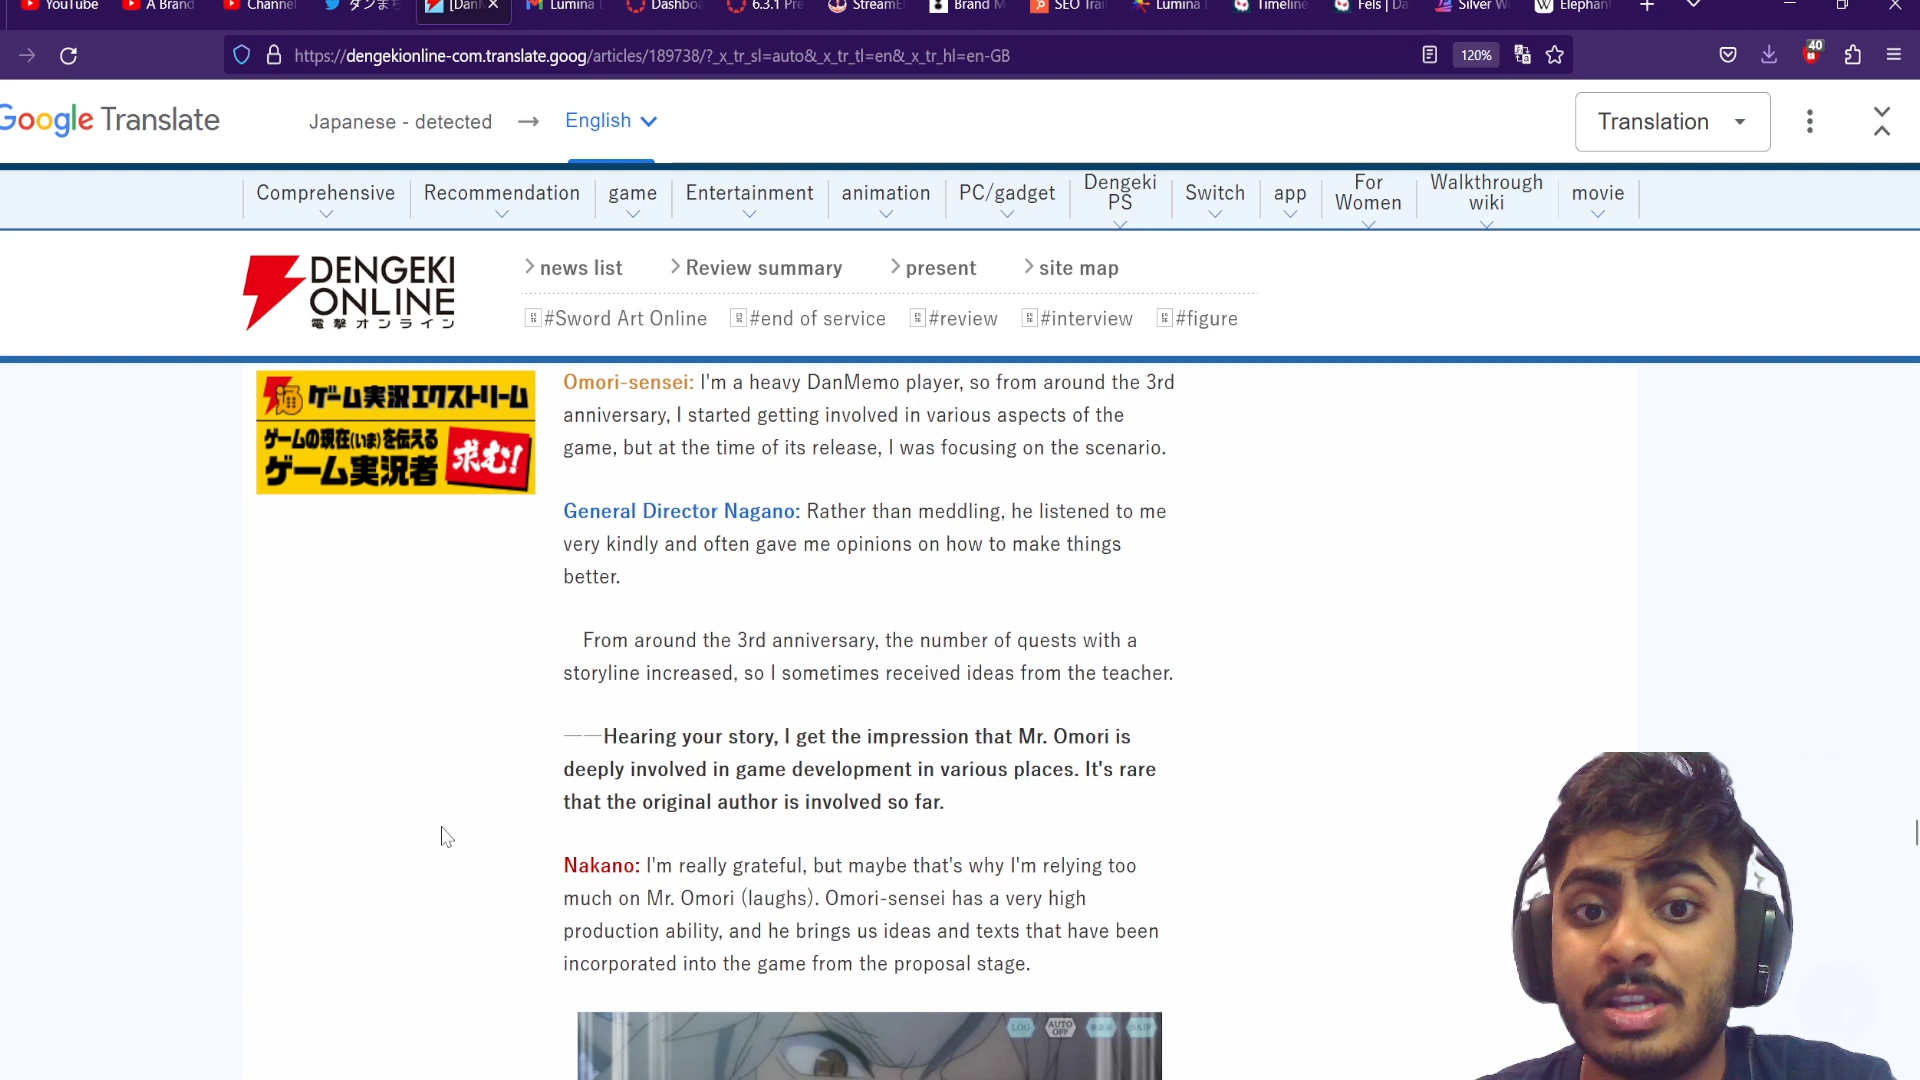 YouTube
A Brand
Channel
ダンまち
[Dan
Lumina
Dashbo
6.3.1 Pre
StreamEl
Brand M
SEO Trai
Lumina
Timeline
Fels | Da
Silver W
Elephant
https://dengekionline-com.translate.goog/articles/189738/?_x_tr_sl=auto&_x_tr_tl=en&_x_tr_hl=en-GB
120%
40
Google Translate
Japanese - detected → English
Translation
Comprehensive
Recommendation
game
Entertainment
animation
PC/gadget
Dengeki PS
Switch
app
For Women
Walkthrough wiki
movie
DENGEKI
ONLINE
電撃オンライン
news list
Review summary
present
site map
#Sword Art Online
#end of service
#review
#interview
#figure
ゲーム実況エクストリーム
ゲームの現在(いま)を伝える
ゲーム実況者
求む!
Omori-sensei: I'm a heavy DanMemo player, so from around the 3rd
anniversary, I started getting involved in various aspects of the
game, but at the time of its release, I was focusing on the scenario.
General Director Nagano: Rather than meddling, he listened to me
very kindly and often gave me opinions on how to make things
better.
From around the 3rd anniversary, the number of quests with a
storyline increased, so I sometimes received ideas from the teacher.
――Hearing your story, I get the impression that Mr. Omori is
deeply involved in game development in various places. It's rare
that the original author is involved so far.
Nakano: I'm really grateful, but maybe that's why I'm relying too
much on Mr. Omori (laughs). Omori-sensei has a very high
production ability, and he brings us ideas and texts that have been
incorporated into the game from the proposal stage.
LOG
AUTO
OFF
SKIP